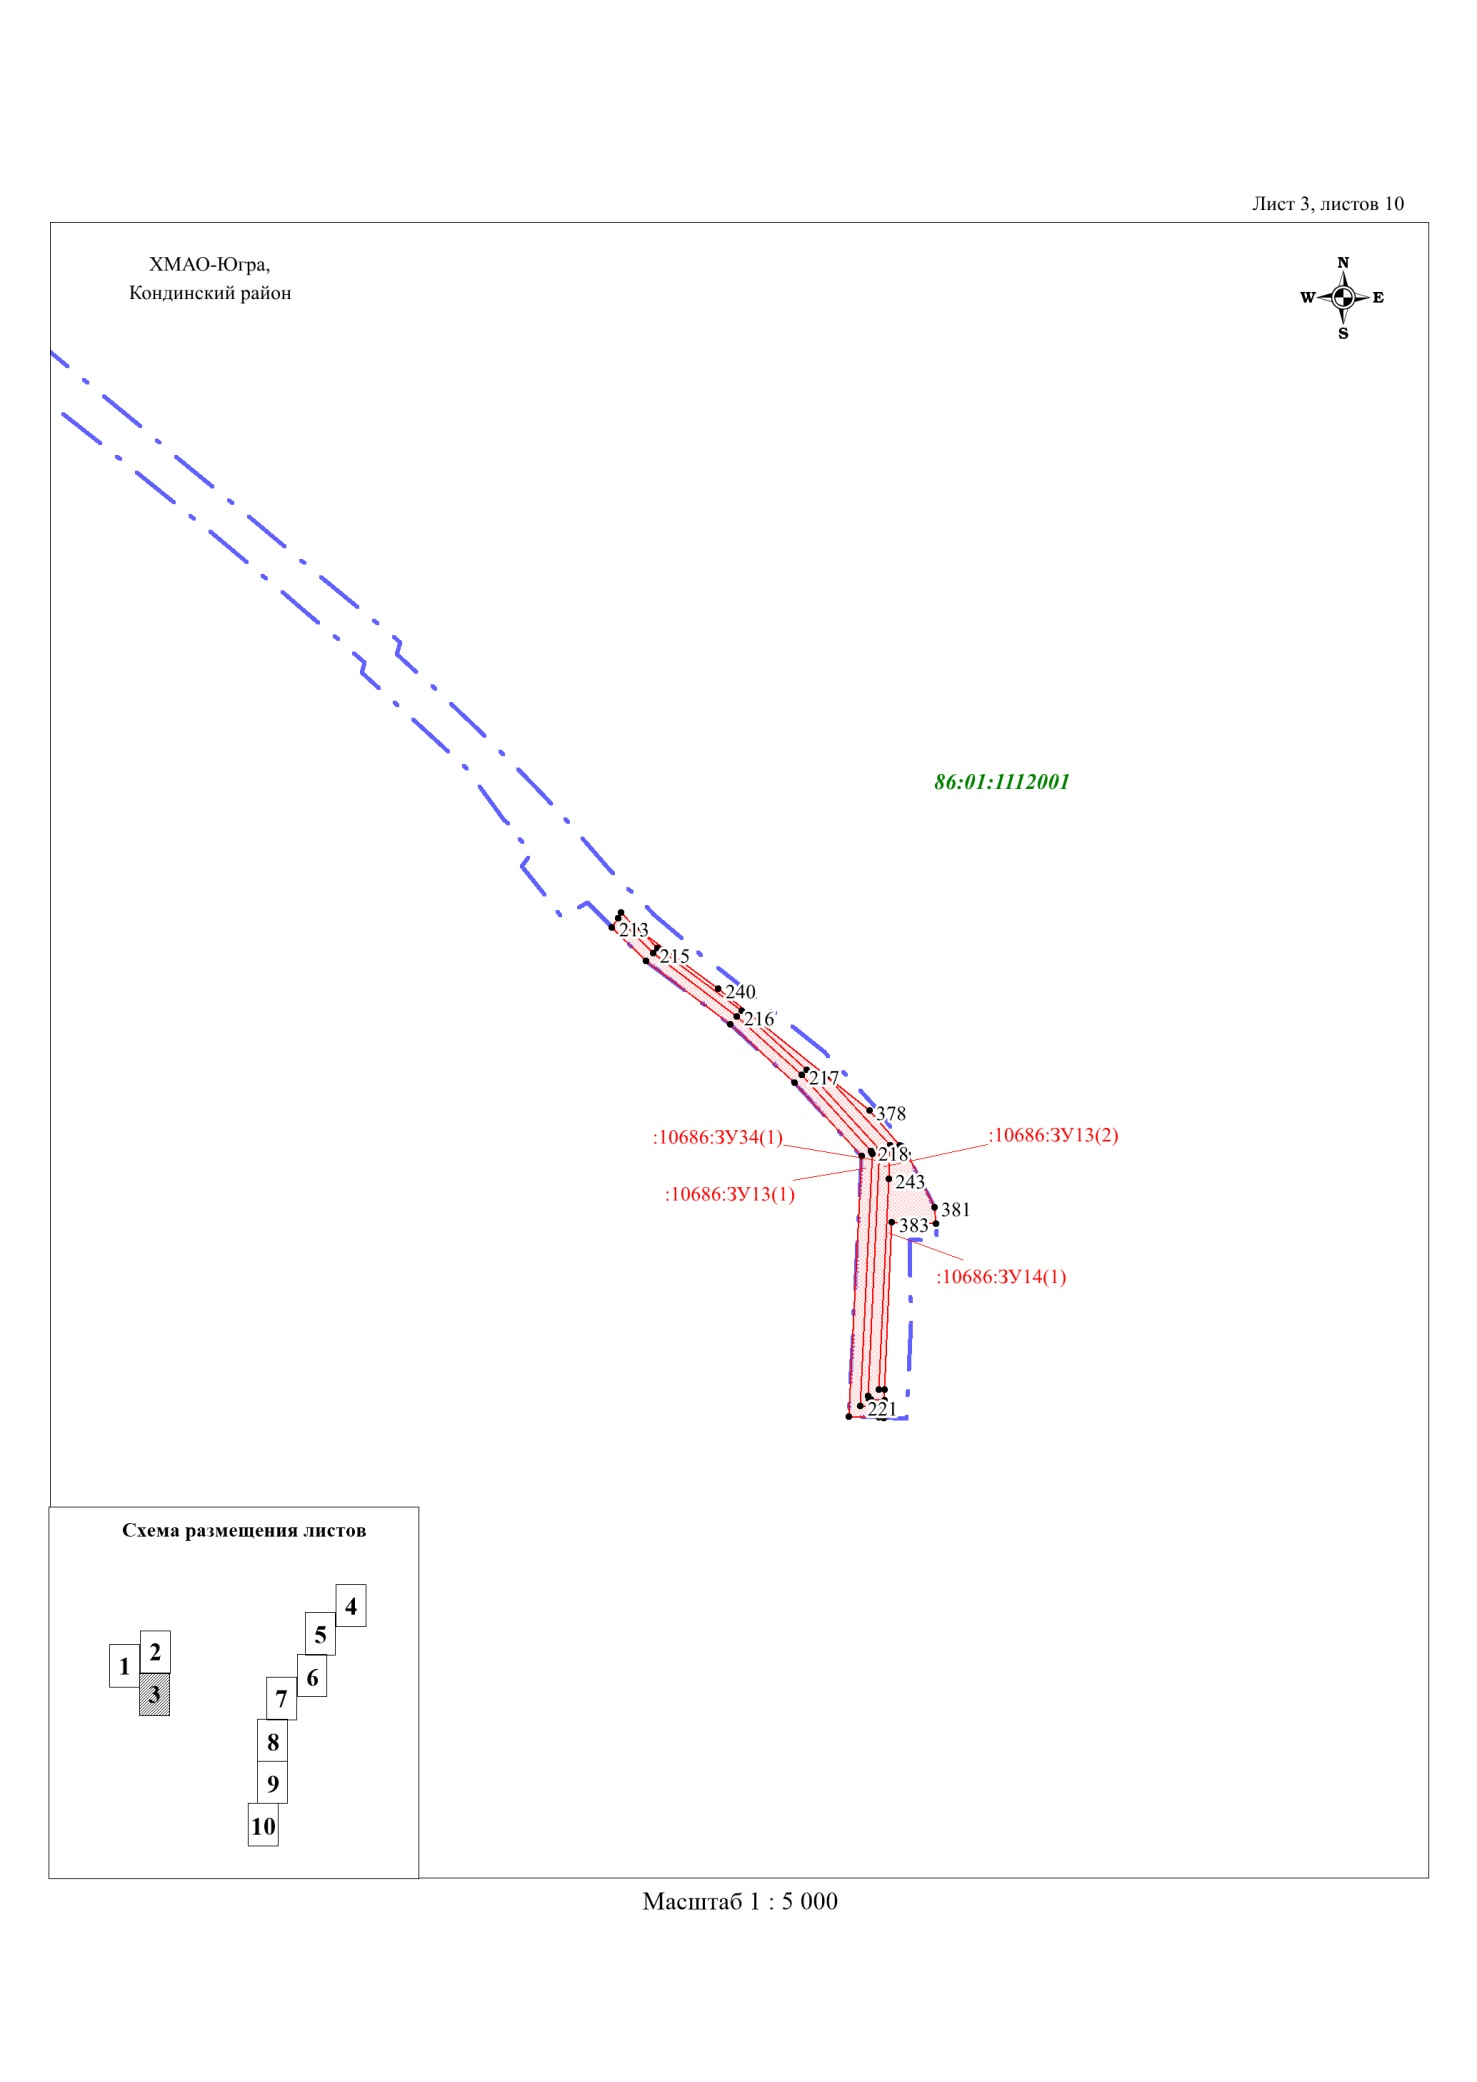 Лист 3, листов 10
ХМАО-Югра,
Кондинский район
N
W E
S
86:01:1112001
213
215
240
216
217
378
:10686:ЗУ34(1)
:10686:ЗУ13(2)
218
243
:10686:ЗУ13(1)
381
383
:10686:ЗУ14(1)
221
Схема размещения листов
4
5
2
1
6
3
7
8
9
10
Масштаб 1 : 5 000